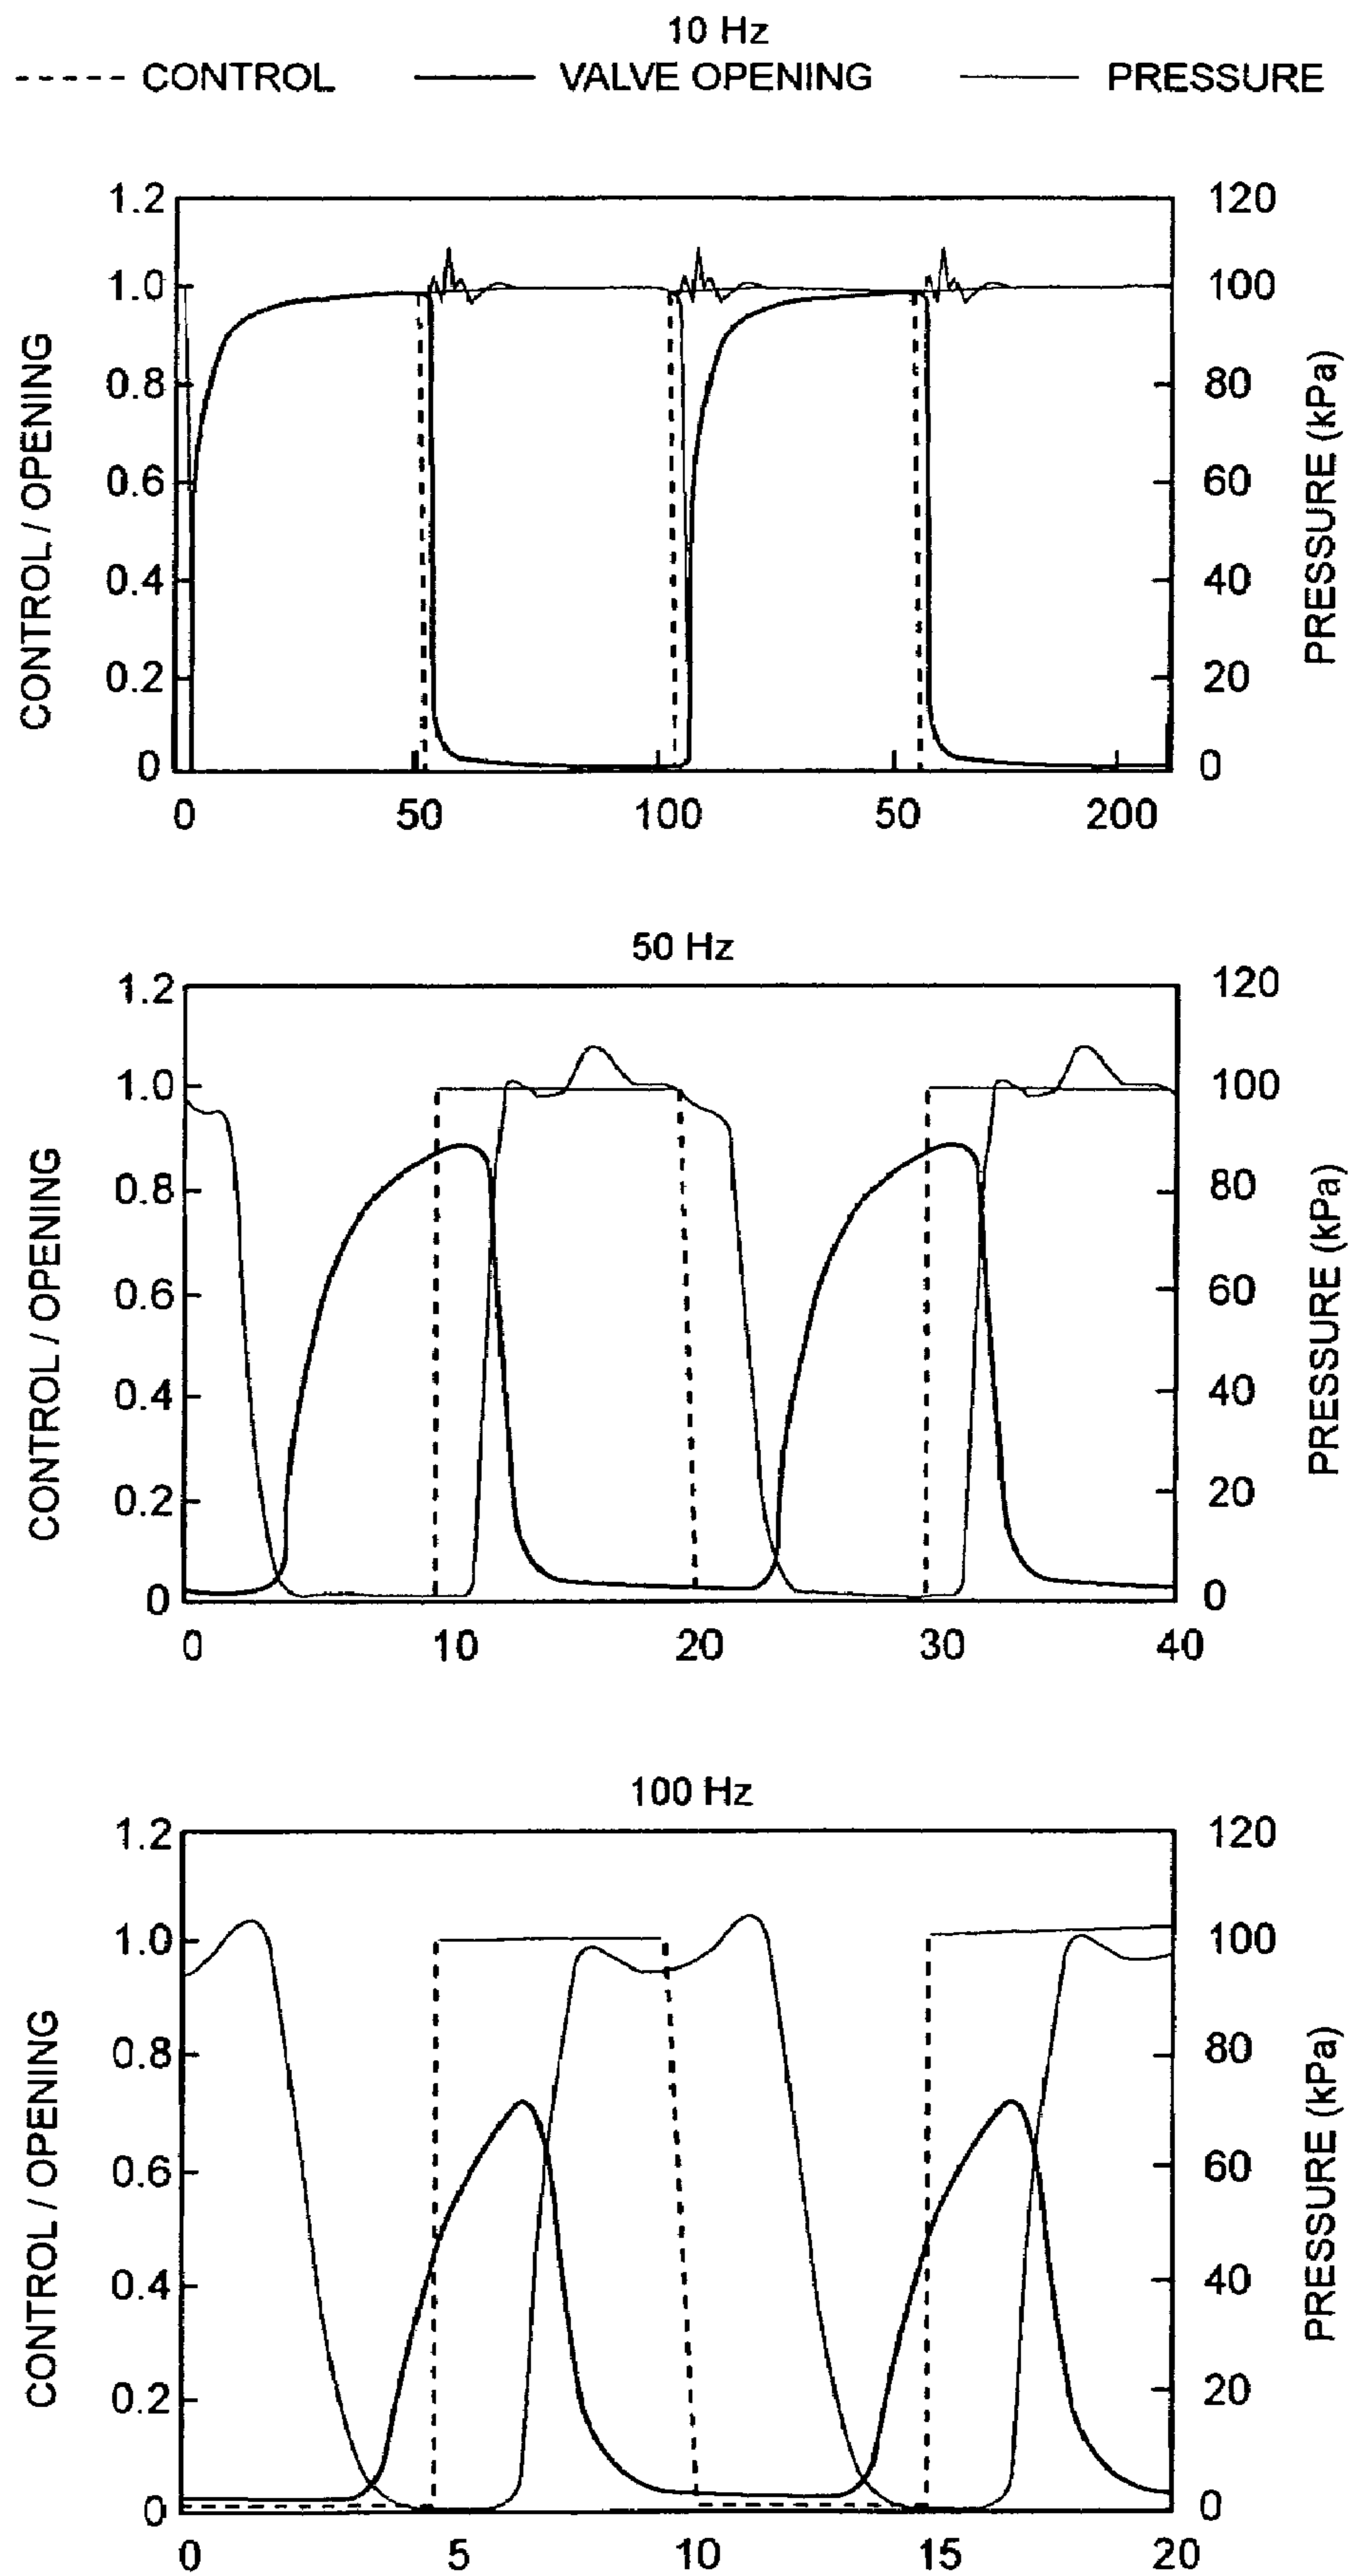 10 Hz
CONTROL VALVE OPENING PRESSURE
1.2 120
1.0 100
0.8 80
0.6 60
0.4 40
0.2 20
0 0
CONTROL / OPENING
PRESSURE (kPa)
0 50 100 50 200
50 Hz
1.2 120
1.0 100
0.8 80
0.6 60
0.4 40
0.2 20
0 0
CONTROL / OPENING
PRESSURE (kPa)
0 10 20 30 40
100 Hz
1.2 120
1.0 100
0.8 80
0.6 60
0.4 40
0.2 20
0 0
CONTROL / OPENING
PRESSURE (kPa)
0 5 10 15 20